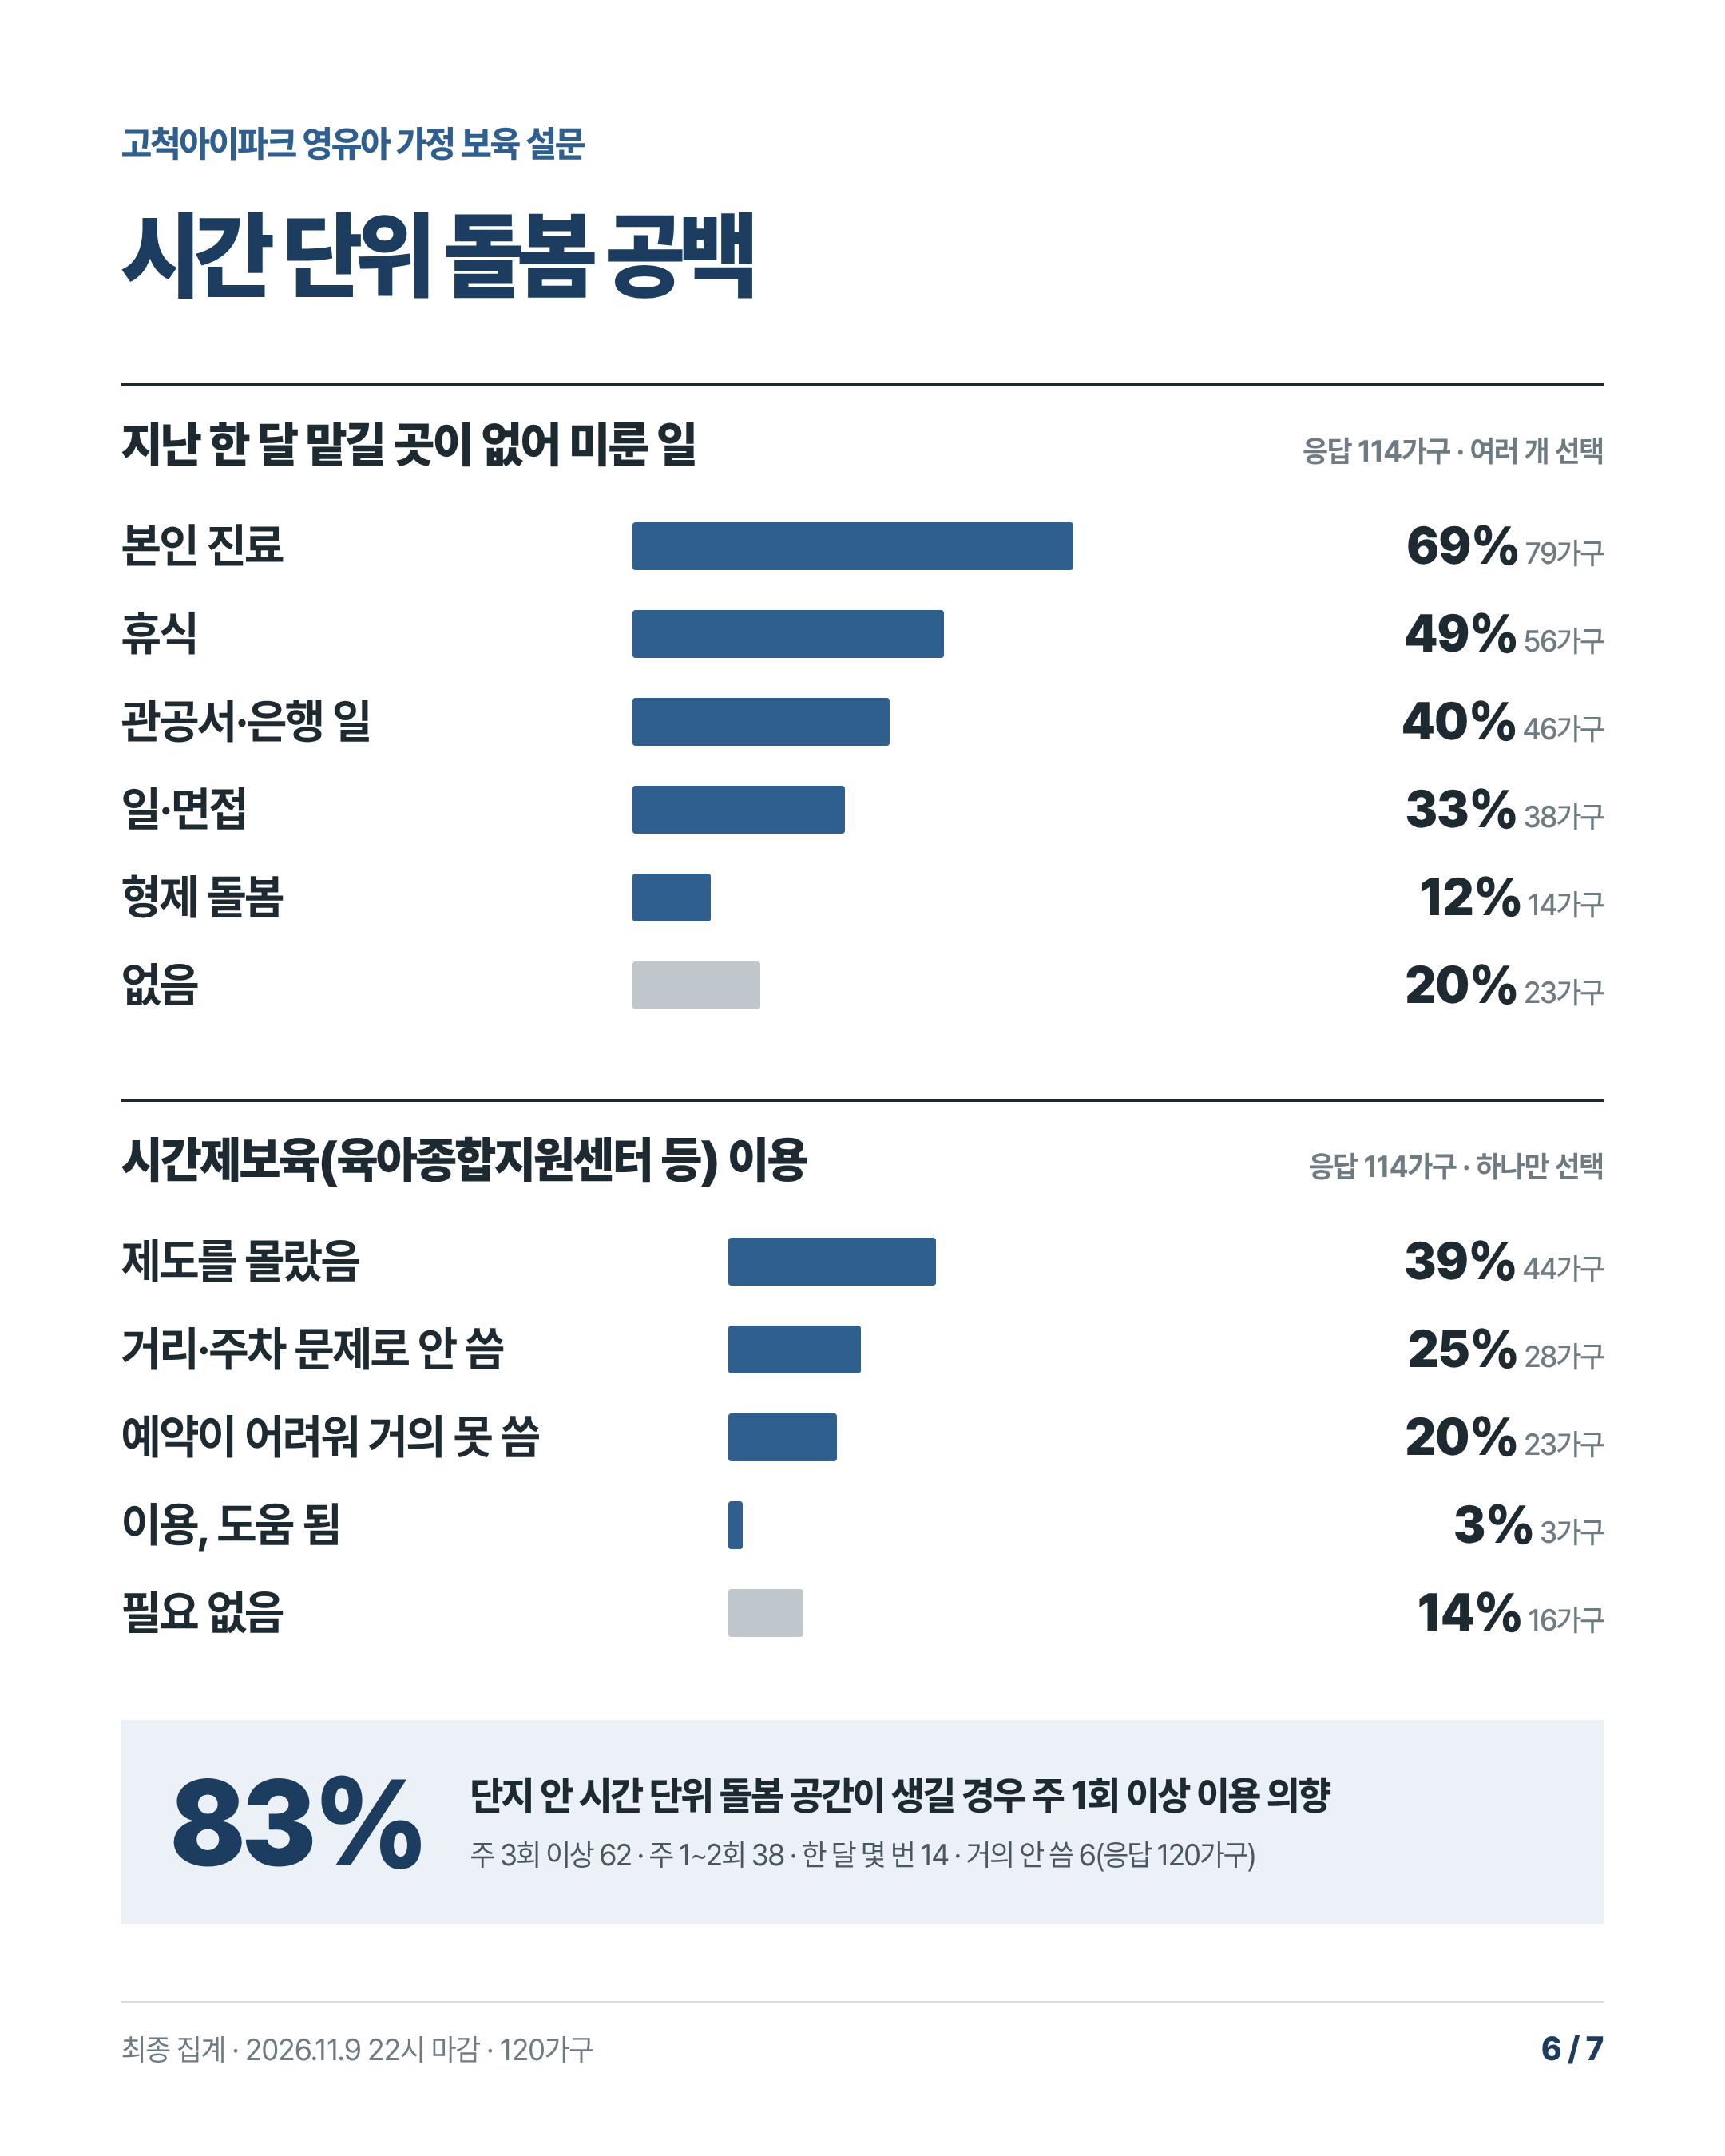 고척아이파크 영유아 가정 보육 설문
시간 단위 돌봄 공백
지난 한 달 맡길 곳이 없어 미룬 일 응답 114가구 · 여러 개 선택
본인 진료 69% 79가구
휴식 49% 56가구
관공서·은행 일 40% 46가구
일·면접 33% 38가구
형제 돌봄 12% 14가구
없음 20% 23가구
시간제보육(육아종합지원센터 등) 이용 응답 114가구 · 하나만 선택
제도를 몰랐음 39% 44가구
거리·주차 문제로 안 씀 25% 28가구
예약이 어려워 거의 못 씀 20% 23가구
이용, 도움 됨 3% 3가구
필요 없음 14% 16가구
83% 단지 안 시간 단위 돌봄 공간이 생길 경우 주 1회 이상 이용 의향
주 3회 이상 62 · 주 1~2회 38 · 한 달 몇 번 14 · 거의 안 씀 6(응답 120가구)
최종 집계 · 2026.11.9 22시 마감 · 120가구 6 / 7